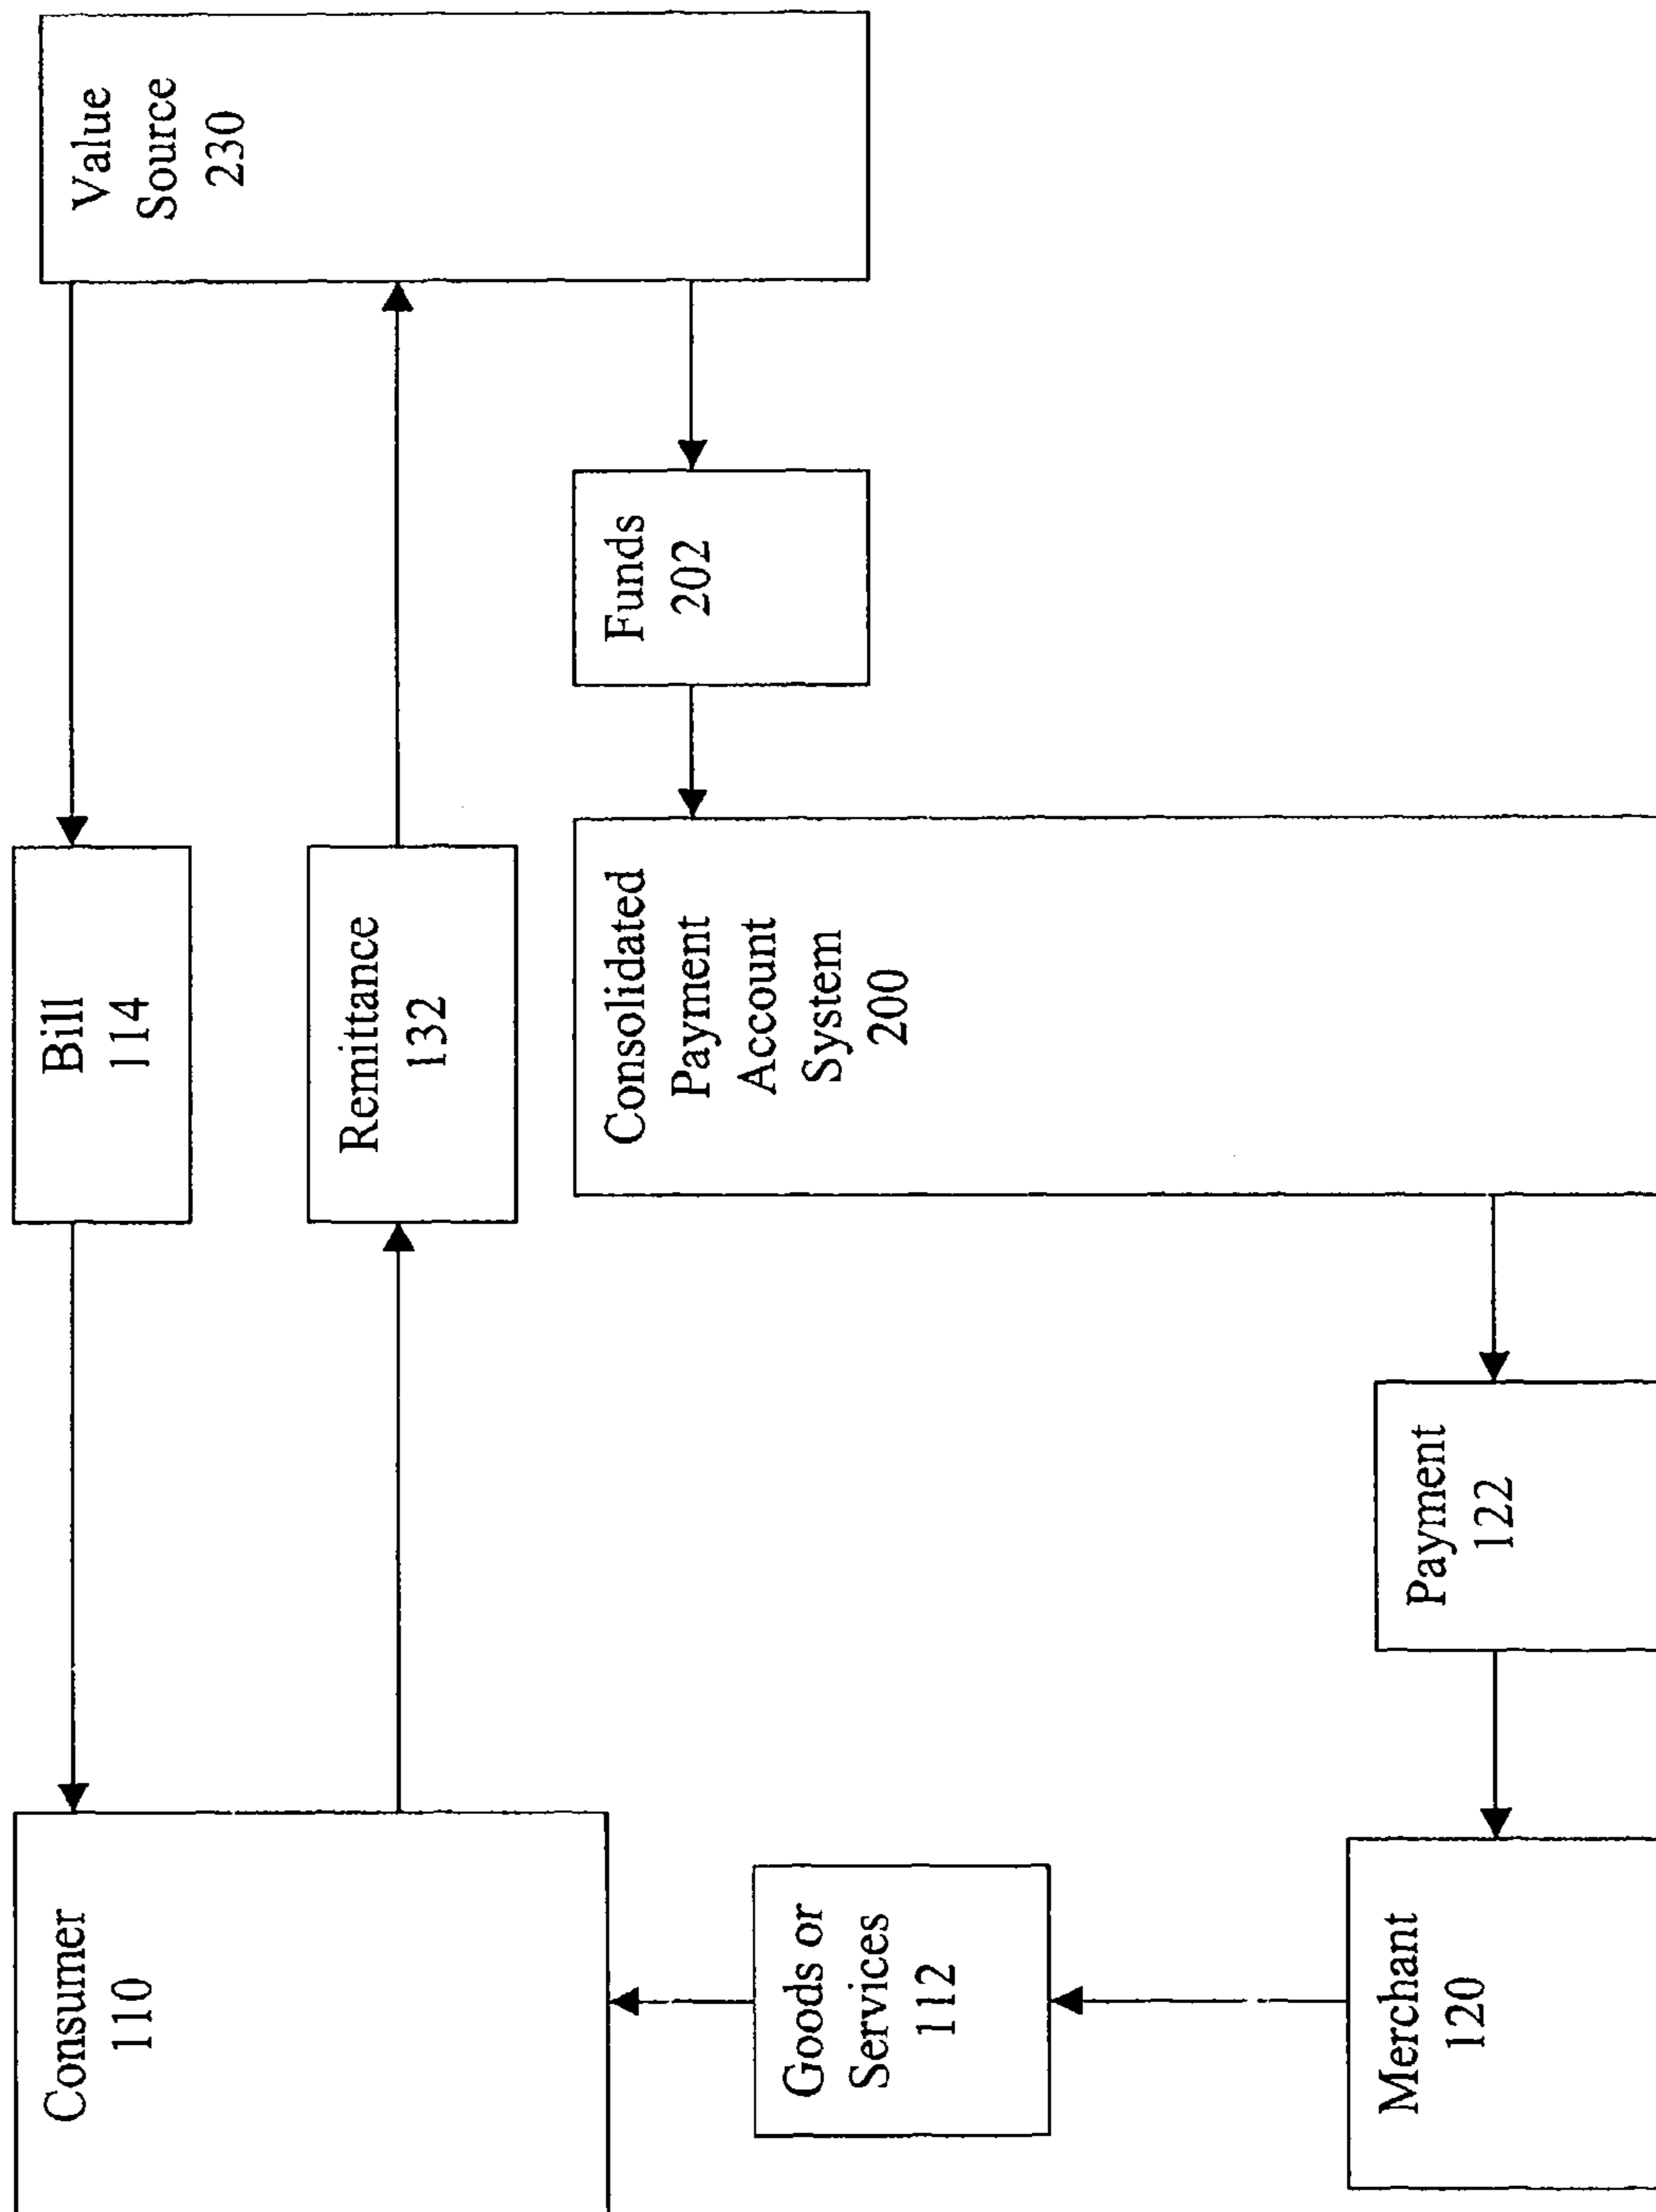 Consumer
110
Bill
114
Value
Source
230
Remittance
132
Goods or
Services
112
Consolidated
Payment
Account
System
200
Funds
202
Merchant
120
Payment
122